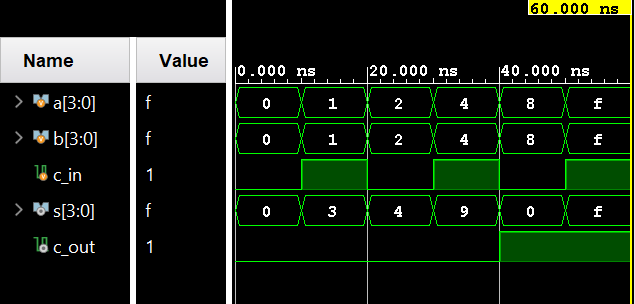 60.000 ns
Name Value
0.000 ns 20.000 ns 40.000 ns
a[3:0] f 0 1 2 4 8 f
b[3:0] f 0 1 2 4 8 f
c_in 1
s[3:0] f 0 3 4 9 0 f
c_out 1